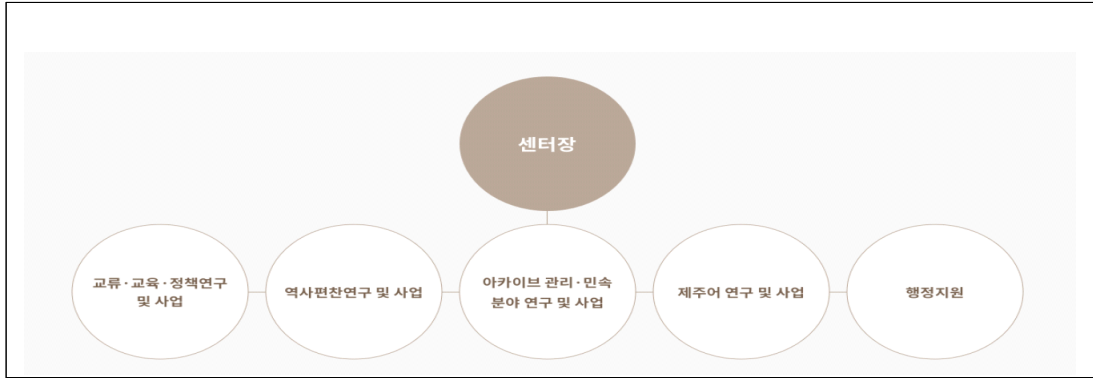 센터장
교류·교육·정책연구
및 사업
역사편찬연구 및 사업
아카이브 관리·민속
분야 연구 및 사업
제주어 연구 및 사업
행정지원